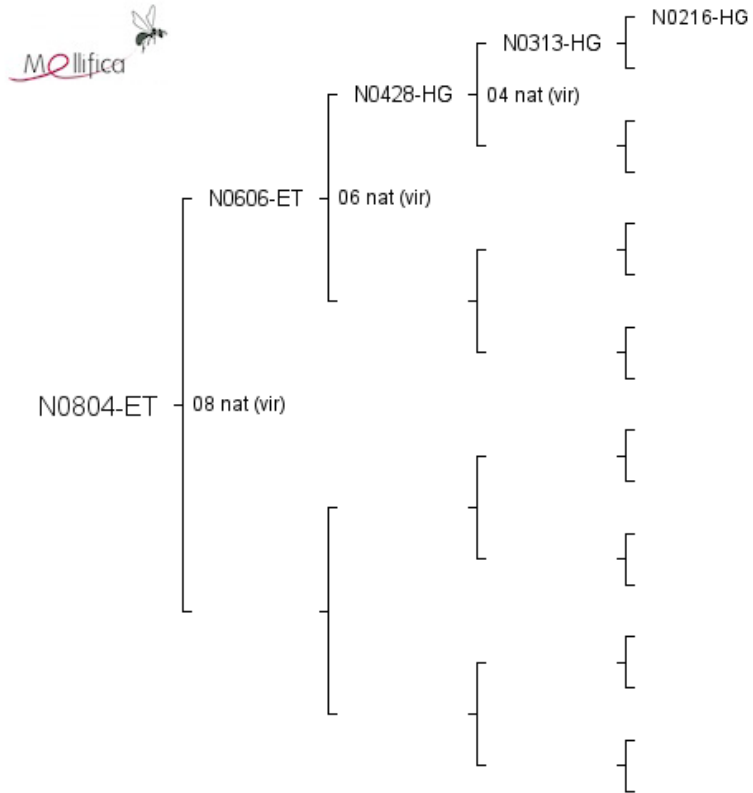 Mellifica
N0216-HG
N0313-HG
N0428-HG
04 nat (vir)
N0606-ET
06 nat (vir)
N0804-ET
08 nat (vir)